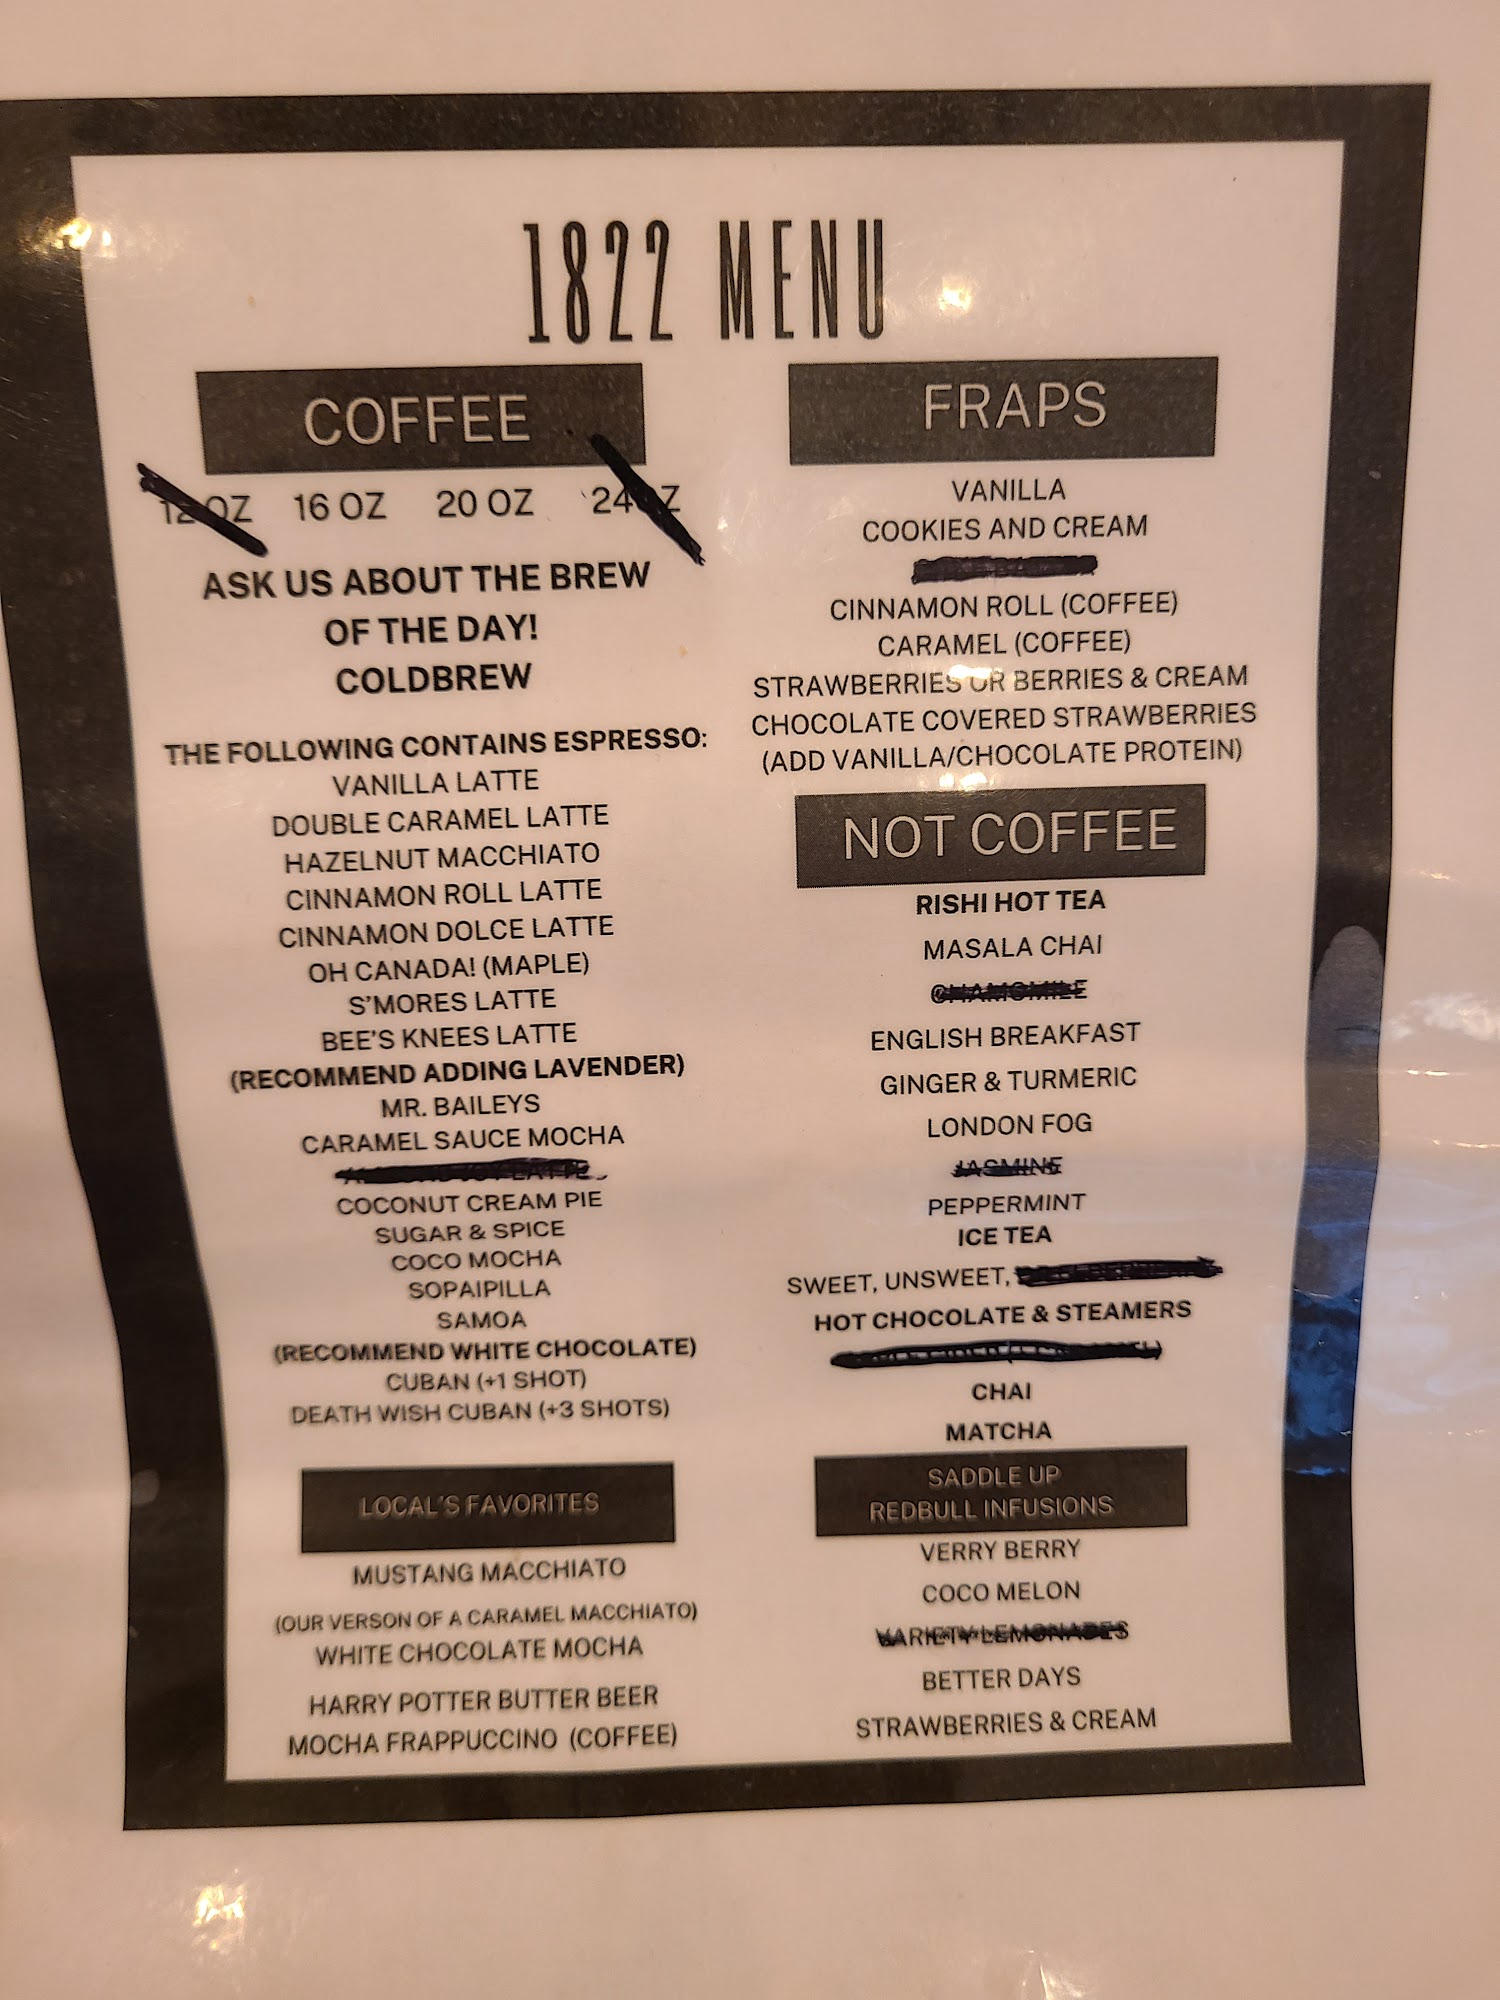 1822 MENU
COFFEE
12 OZ 16 OZ 20 OZ 24 OZ
ASK US ABOUT THE BREW
OF THE DAY!
COLDBREW
THE FOLLOWING CONTAINS ESPRESSO:
VANILLA LATTE
DOUBLE CARAMEL LATTE
HAZELNUT MACCHIATO
CINNAMON ROLL LATTE
CINNAMON DOLCE LATTE
OH CANADA! (MAPLE)
S'MORES LATTE
BEE'S KNEES LATTE
(RECOMMEND ADDING LAVENDER)
MR. BAILEYS
CARAMEL SAUCE MOCHA
COCONUT CREAM PIE
SUGAR & SPICE
COCO MOCHA
SOPAIPILLA
SAMOA
(RECOMMEND WHITE CHOCOLATE)
CUBAN (+1 SHOT)
DEATH WISH CUBAN (+3 SHOTS)
LOCAL'S FAVORITES
MUSTANG MACCHIATO
(OUR VERSON OF A CARAMEL MACCHIATO)
WHITE CHOCOLATE MOCHA
HARRY POTTER BUTTER BEER
MOCHA FRAPPUCCINO (COFFEE)
FRAPS
VANILLA
COOKIES AND CREAM
CINNAMON ROLL (COFFEE)
CARAMEL (COFFEE)
STRAWBERRIES OR BERRIES & CREAM
CHOCOLATE COVERED STRAWBERRIES
(ADD VANILLA/CHOCOLATE PROTEIN)
NOT COFFEE
RISHI HOT TEA
MASALA CHAI
CHAMOMILE
ENGLISH BREAKFAST
GINGER & TURMERIC
LONDON FOG
JASMINE
PEPPERMINT
ICE TEA
SWEET, UNSWEET,
HOT CHOCOLATE & STEAMERS
CHAI
MATCHA
SADDLE UP
REDBULL INFUSIONS
VERRY BERRY
COCO MELON
VARIETY LEMONADES
BETTER DAYS
STRAWBERRIES & CREAM